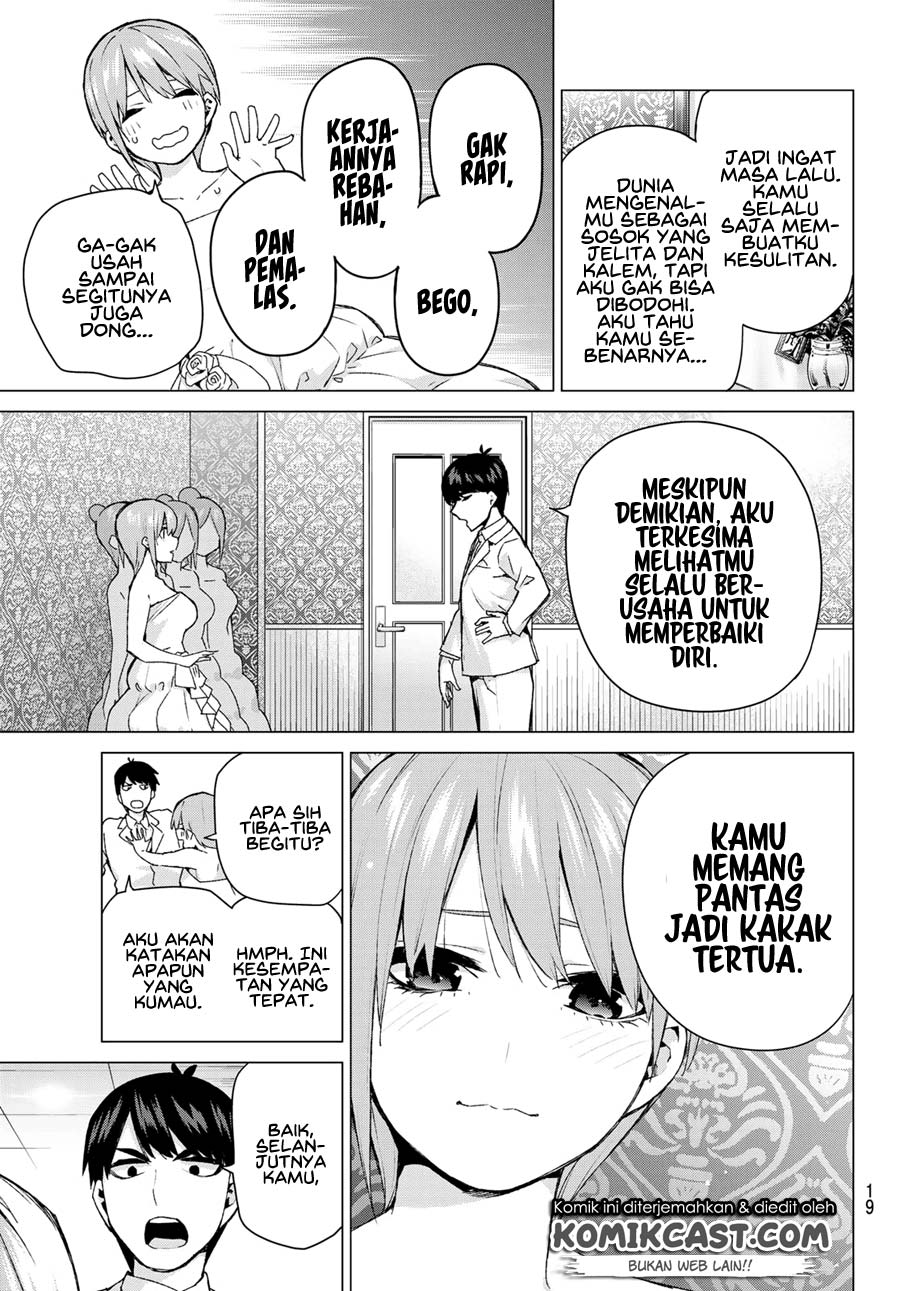 JADI INGAT
MASA LALU.
KAMU
SELALU
SAJA MEM-
BUATKU
KESULITAN.
DUNIA
MENGENAL-
MU SEBAGAI
SOSOK YANG
JELITA DAN
KALEM, TAPI
AKU GAK BISA
DIBODOHI.
AKU TAHU
KAMU SE-
BENARNYA...
GAK
RAPI,
BEGO,
KERJA-
ANNYA
REBA-
HAN,
DAN
PEMA-
LAS.
GA-GAK
USAH
SAMPAI
SEGITUNYA
JUGA
DONG...
MESKIPUN
DEMIKIAN, AKU
TERKESIMA
MELIHATMU
SELALU BER-
USAHA UNTUK
MEMPERBAIKI
DIRI.
KAMU
MEMANG
PANTAS
JADI KAKAK
TERTUA.
APA SIH
TIBA-TIBA
BEGITU?
HMPH. INI
KESEMPA-
TAN YANG
TEPAT.
AKU AKAN
KATAKAN
APAPUN
YANG
KUMAU.
BAIK,
SELAN-
JUTNYA
KAMU,
19
Komik ini diterjemahkan & diedit oleh
KOMIKCAST.COM
BUKAN WEB LAIN!!